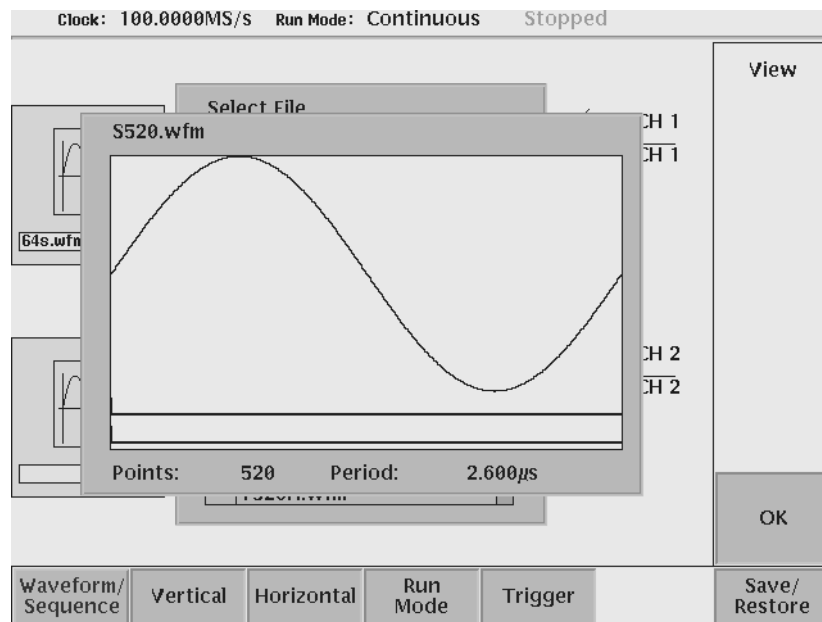 Clock: 100.0000MS/s Run Mode: Continuous Stopped
View
Select File
S520.wfm
CH 1
CH 1
64s.wfm
CH 2
CH 2
Points: 520 Period: 2.600µs
OK
Waveform/
Sequence
Vertical
Horizontal
Run
Mode
Trigger
Save/
Restore